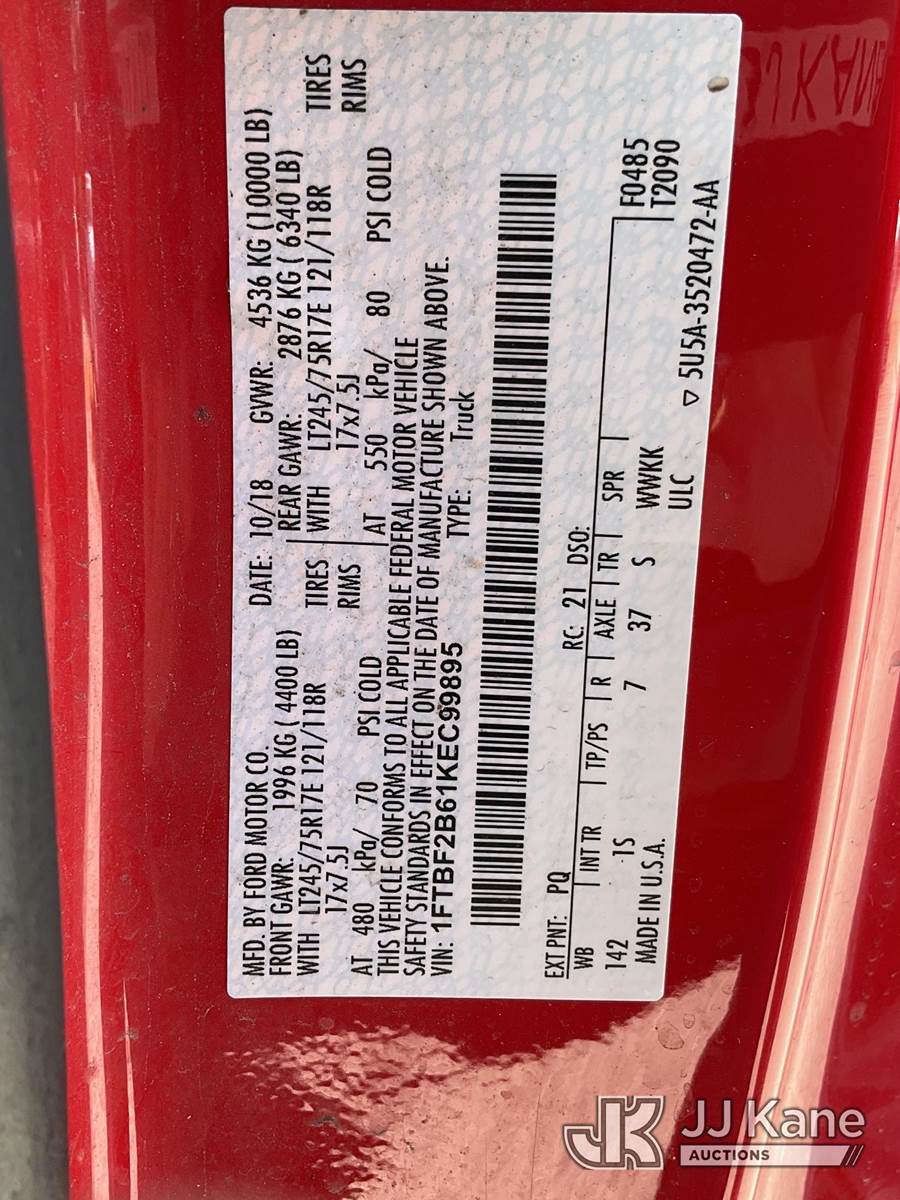 MFD. BY FORD MOTOR CO. DATE: 10/18 GVWR: 4536 KG (10000 LB)
FRONT GAWR: 1996 KG ( 4400 LB) REAR GAWR: 2876 KG ( 6340 LB)
WITH LT245/75R17E 121/118R TIRES WITH LT245/75R17E 121/118R TIRES
17x7.5J RIMS 17x7.5J RIMS
AT 480 kPa/ 70 PSI COLD AT 550 kPa/ 80 PSI COLD
THIS VEHICLE CONFORMS TO ALL APPLICABLE FEDERAL MOTOR VEHICLE
SAFETY STANDARDS IN EFFECT ON THE DATE OF MANUFACTURE SHOWN ABOVE.
VIN: 1FTBF2B61KEC99895 TYPE: Truck
EXT PNT: PQ RC: 21 DSO:
WB INT TR TP/PS R AXLE TR SPR F0485
142 1S 7 37 S WWKK T2090
MADE IN U.S.A. ULC ▽ 5U5A-3520472-AA
JJ Kane
AUCTIONS